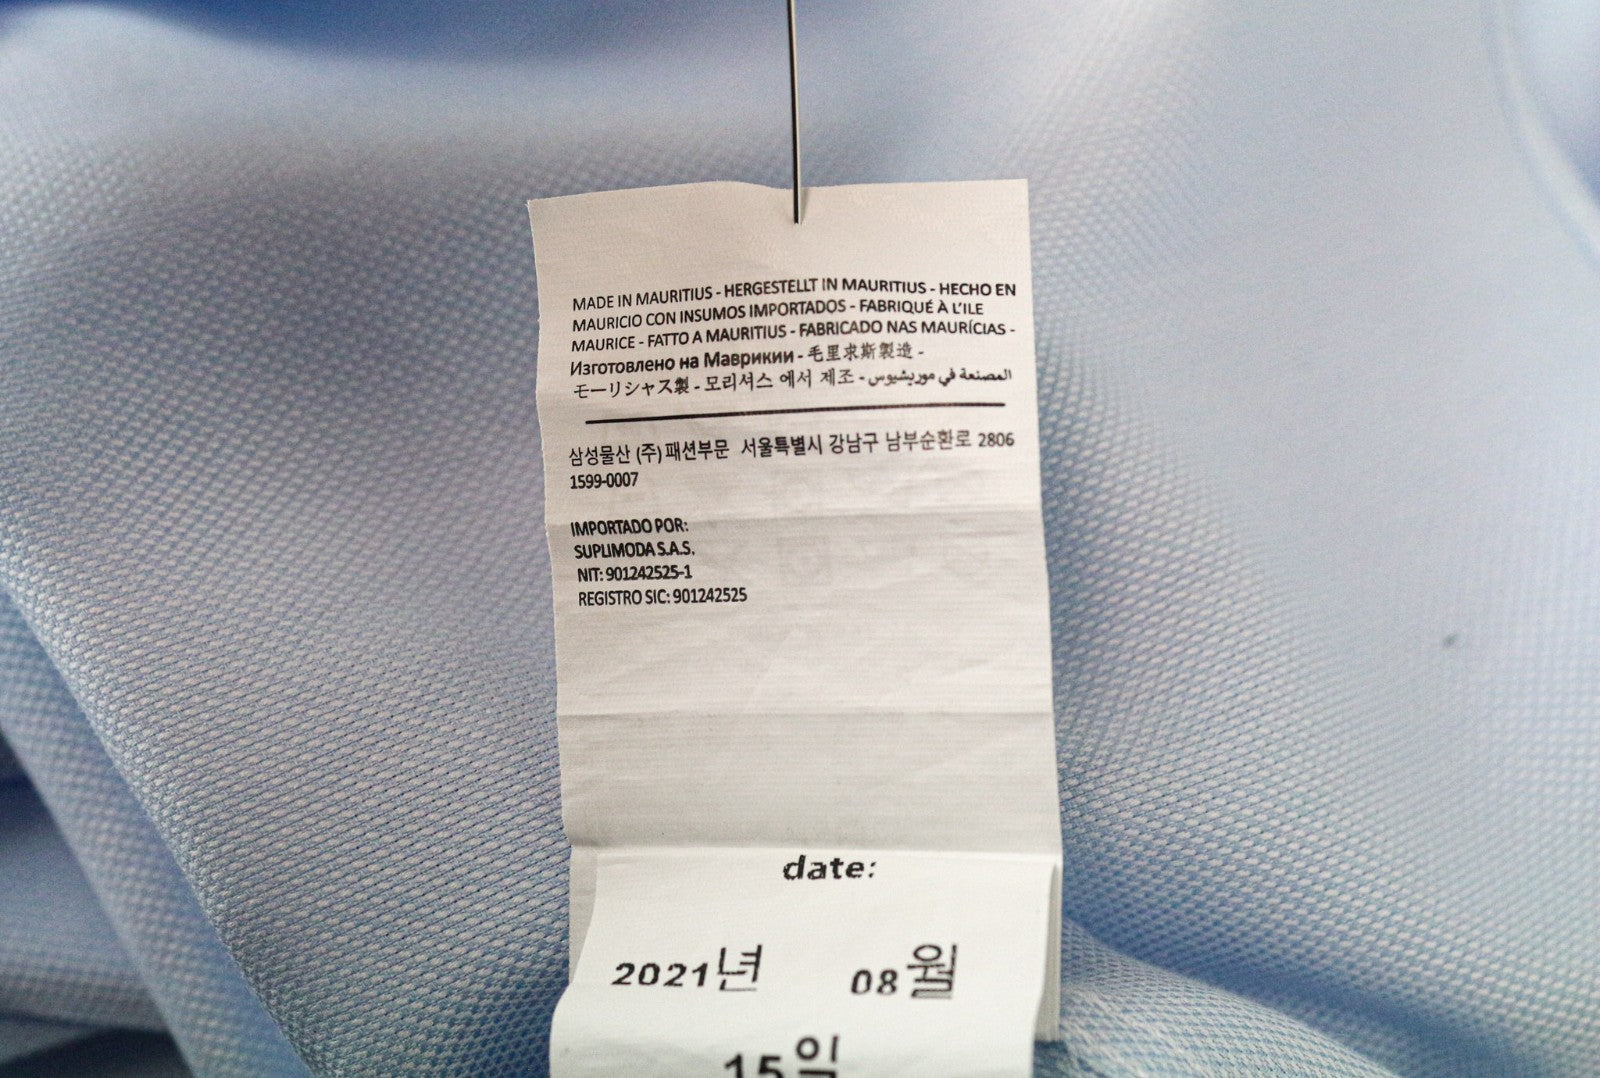 MADE IN MAURITIUS - HERGESTELLT IN MAURITIUS - HECHO EN
MAURICIO CON INSUMOS IMPORTADOS - FABRIQUÉ À L'ILE
MAURICE - FATTO A MAURITIUS - FABRICADO NAS MAURÍCIAS -
Изготовлено на Маврикии - 毛里求斯製造 -
モーリシャス製 - 모리셔스 에서 제조 - المصنعة في موريشيوس
삼성물산 (주) 패션부문 서울특별시 강남구 남부순환로 2806
1599-0007
IMPORTADO POR:
SUPLIMODA S.A.S.
NIT: 901242525-1
REGISTRO SIC: 901242525
date:
2021년 08월
15일